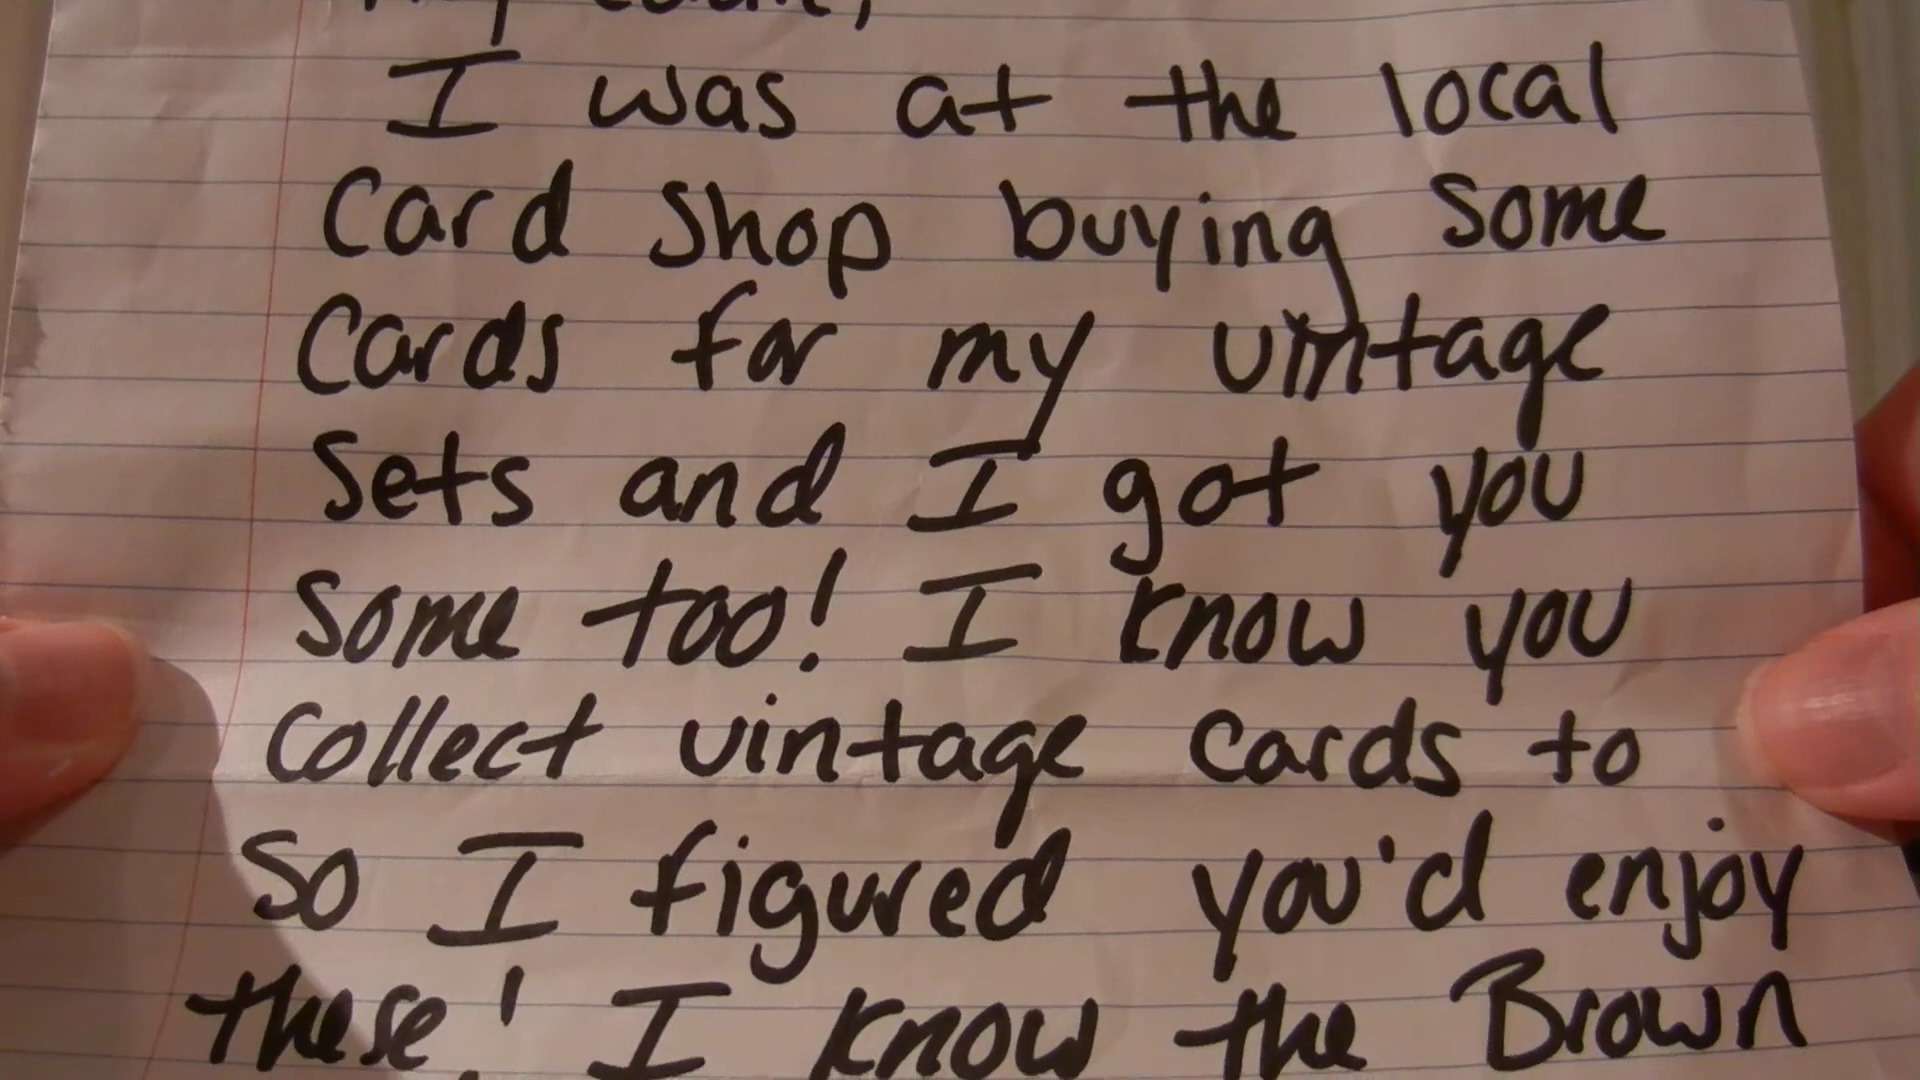 I was at the local
Card Shop buying some
Cards for my vintage
Sets and I got you
Some too! I know you
Collect vintage cards to
So I figured you'd enjoy
these! I know the Brown